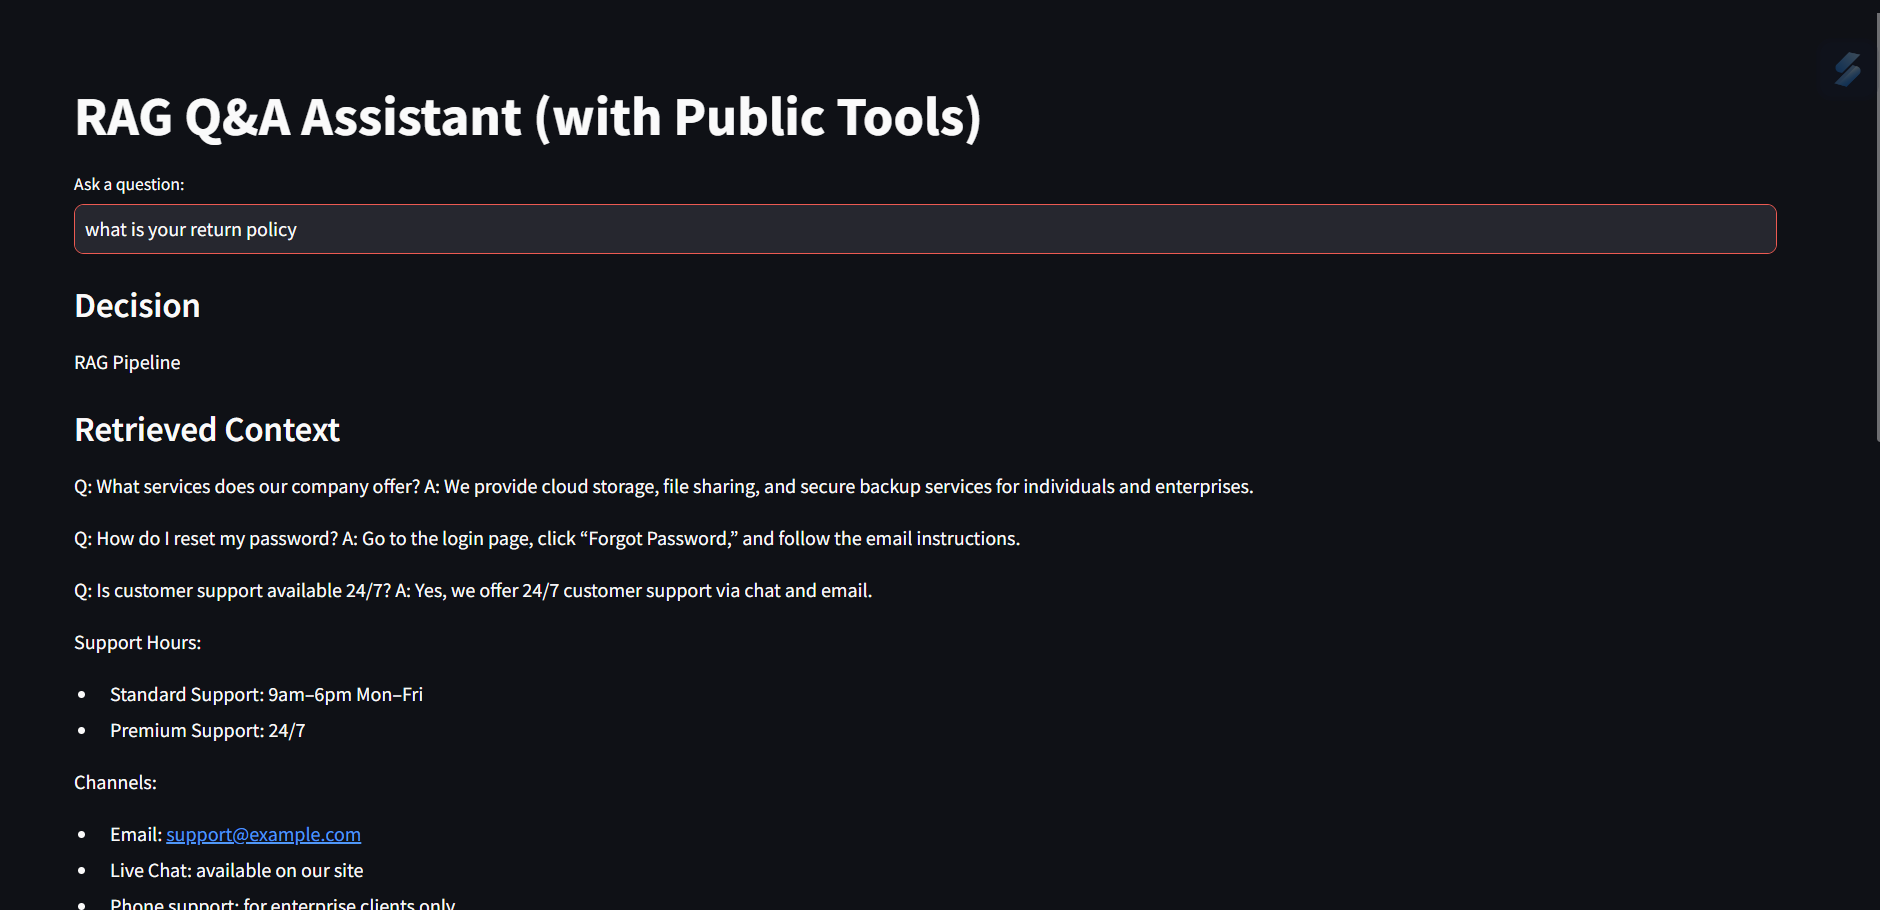 RAG Q&A Assistant (with Public Tools)
Ask a question:
what is your return policy
Decision
RAG Pipeline
Retrieved Context
Q: What services does our company offer? A: We provide cloud storage, file sharing, and secure backup services for individuals and enterprises.
Q: How do I reset my password? A: Go to the login page, click “Forgot Password,” and follow the email instructions.
Q: Is customer support available 24/7? A: Yes, we offer 24/7 customer support via chat and email.
Support Hours:
• Standard Support: 9am–6pm Mon–Fri
• Premium Support: 24/7
Channels:
• Email: support@example.com
• Live Chat: available on our site
• Phone support: for enterprise clients only